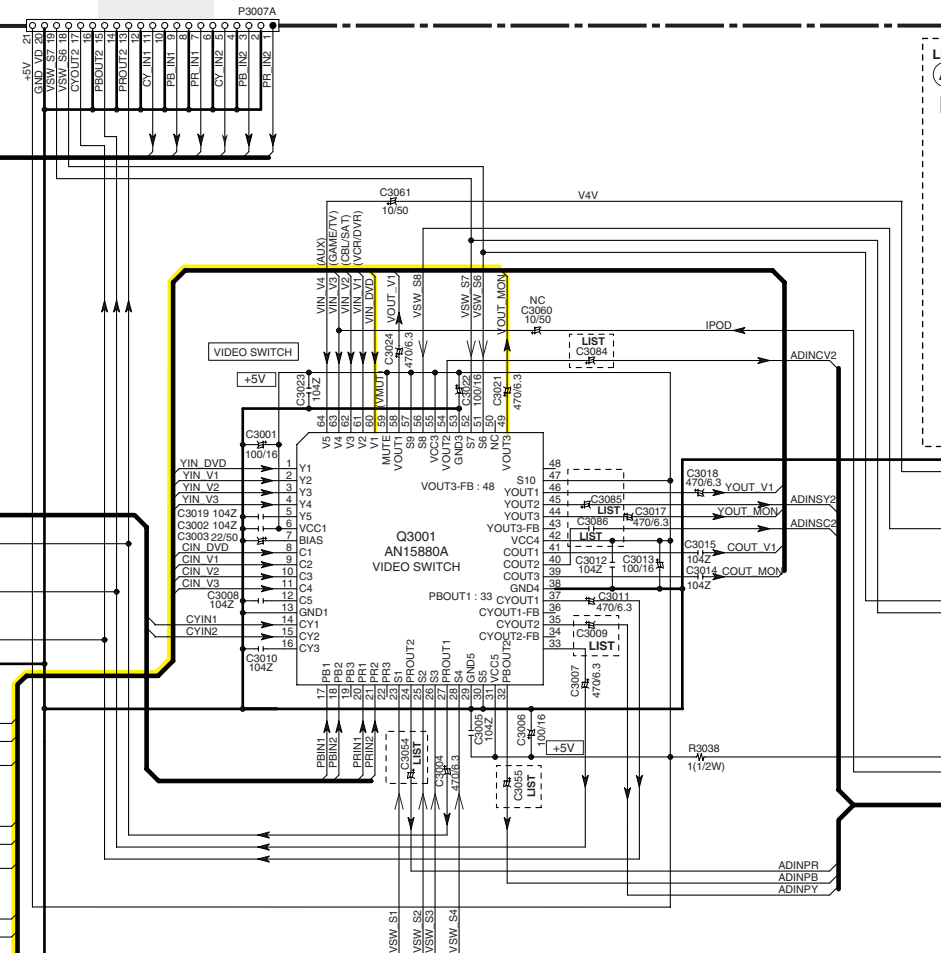 P3007A
21 20 19 18 17 16 15 14 13 12 11 10 9 8 7 6 5 4 3 2 1
+5V
GND_VD
VSW_S7
VSW_S6
CYOUT2
PBOUT2
PROUT2
CY_IN1
PB_IN1
PR_IN1
CY_IN2
PB_IN2
PR_IN2
L
C3061
10/50
V4V
(AUX)
(GAME/TV)
(CBL/SAT)
(VCR/DVR)
VIN_V4
VIN_V3
VIN_V2
VIN_V1
VIN_DVD
VOUT_V1
VSW_S8
VSW_S7
VSW_S6
VOUT_MON
NC
C3060
10/50
IPOD
LIST
C3084
ADINCV2
VIDEO SWITCH
+5V
C3023
104Z
(VMUT
C3024
470/6.3
C3022
100/16
C3021
470/6.3
64 63 62 61 60 59 58 57 56 55 54 53 52 51 50 49
V5
V4
V3
V2
V1
MUTE
VOUT1
S9
S8
VCC3
VOUT2
GND3
S7
S6
NC
VOUT3
C3001
100/16
YIN_DVD 1 Y1
YIN_V1 2 Y2
YIN_V2 3 Y3
YIN_V3 4 Y4
C3019 104Z 5 Y5
C3002 104Z 6 VCC1
C3003 22/50 7 BIAS
CIN_DVD 8 C1
CIN_V1 9 C2
CIN_V2 10 C3
CIN_V3 11 C4
C3008 12 C5
104Z 13 GND1
CYIN1 14 CY1
CYIN2 15 CY2
16 CY3
C3010
104Z
VOUT3-FB : 48
Q3001
AN15880A
VIDEO SWITCH
PBOUT1 : 33
48
S10 47
YOUT1 46
YOUT2 45
YOUT3 44
YOUT3-FB 43
VCC4 42
COUT1 41
COUT2 40
COUT3 39
GND4 38
CYOUT1 37
CYOUT1-FB 36
CYOUT2 35
CYOUT2-FB 34
33
C3018
470/6.3
YOUT_V1
C3085
LIST
ADINSY2
C3017
470/6.3
YOUT_MON
C3086
LIST
ADINSC2
C3012
104Z
C3013
100/16
C3015
104Z
COUT_V1
C3014
104Z
COUT_MON
C3011
470/6.3
C3009
LIST
C3007
470/6.3
PB1
PB2
PB3
PR1
PR2
PR3
S1
PROUT2
S2
S3
PROUT1
S4
GND5
S5
VCC5
PBOUT2
17 18 19 20 21 22 23 24 25 26 27 28 29 30 31 32
PBIN1
PBIN2
PRIN1
PRIN2
C3054
LIST
C3004
470/6.3
C3005
104Z
C3006
100/16
+5V
C3055
LIST
R3038
1(1/2W)
ADINPR
ADINPB
ADINPY
VSW_S1
VSW_S2
VSW_S3
VSW_S4